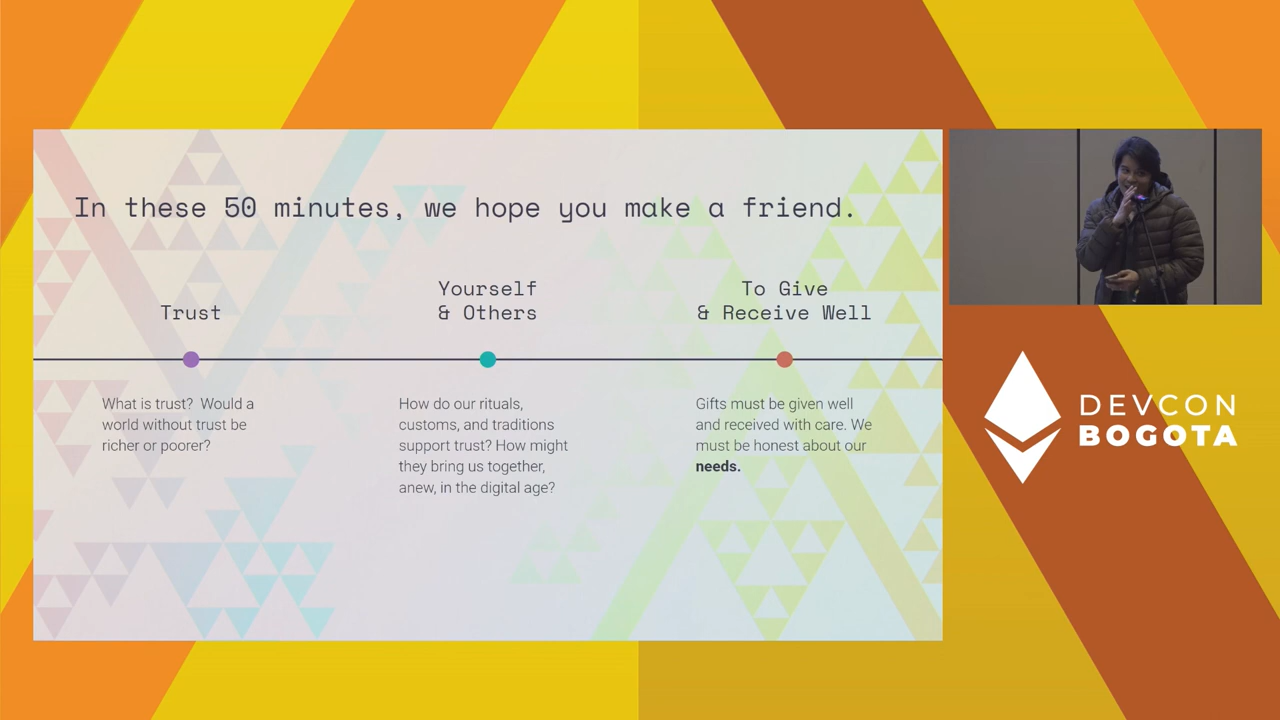 In these 50 minutes, we hope you make a friend.
Trust
What is trust? Would a
world without trust be
richer or poorer?
Yourself
& Others
How do our rituals,
customs, and traditions
support trust? How might
they bring us together,
anew, in the digital age?
To Give
& Receive Well
Gifts must be given well
and received with care. We
must be honest about our
needs.
DEVCON
BOGOTA